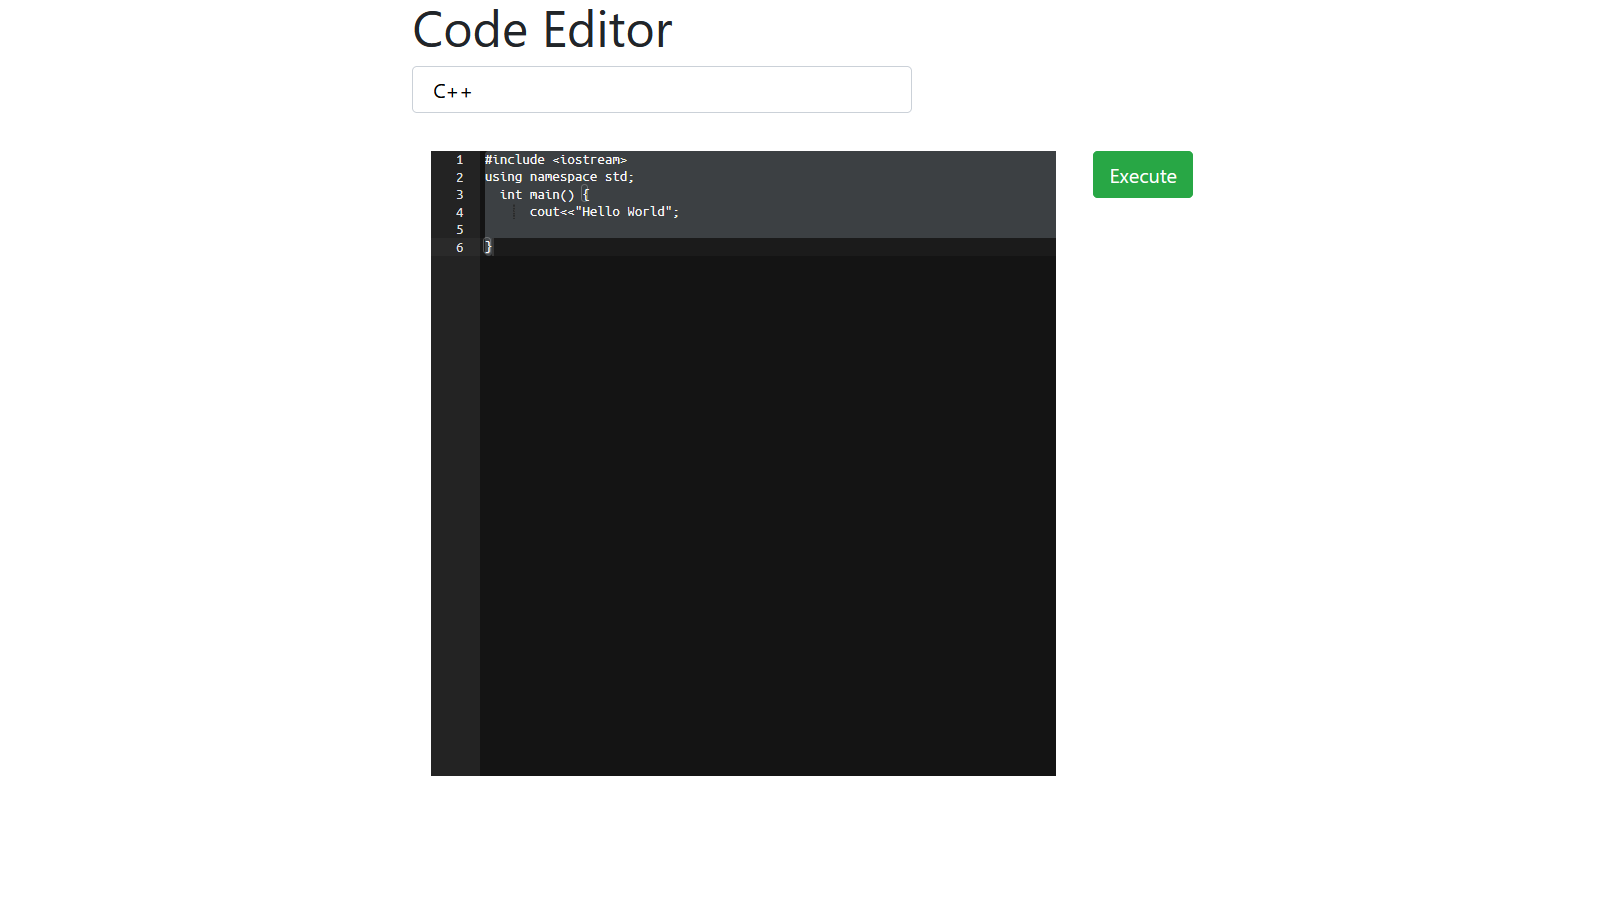 Code Editor
C++
Execute
1 #include <iostream>
2 using namespace std;
3   int main() {
4       cout<<"Hello World";
5
6 }